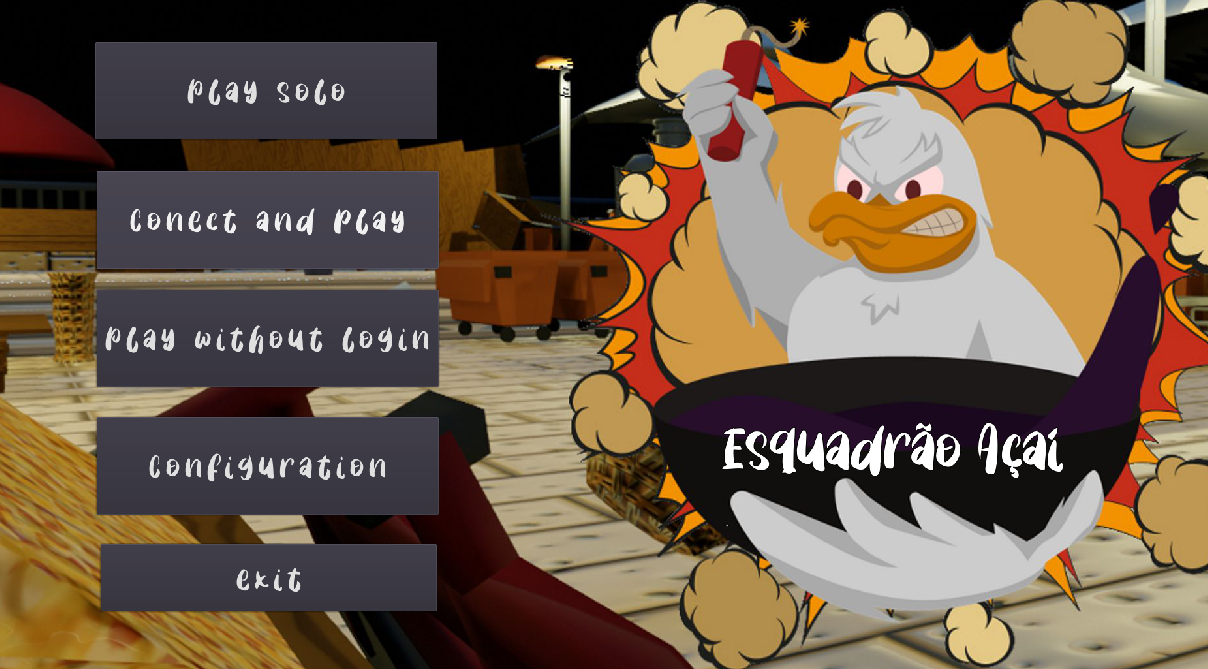 Play solo
Conect and Play
Play without login
Configuration
Exit
Esquadrão Açaí